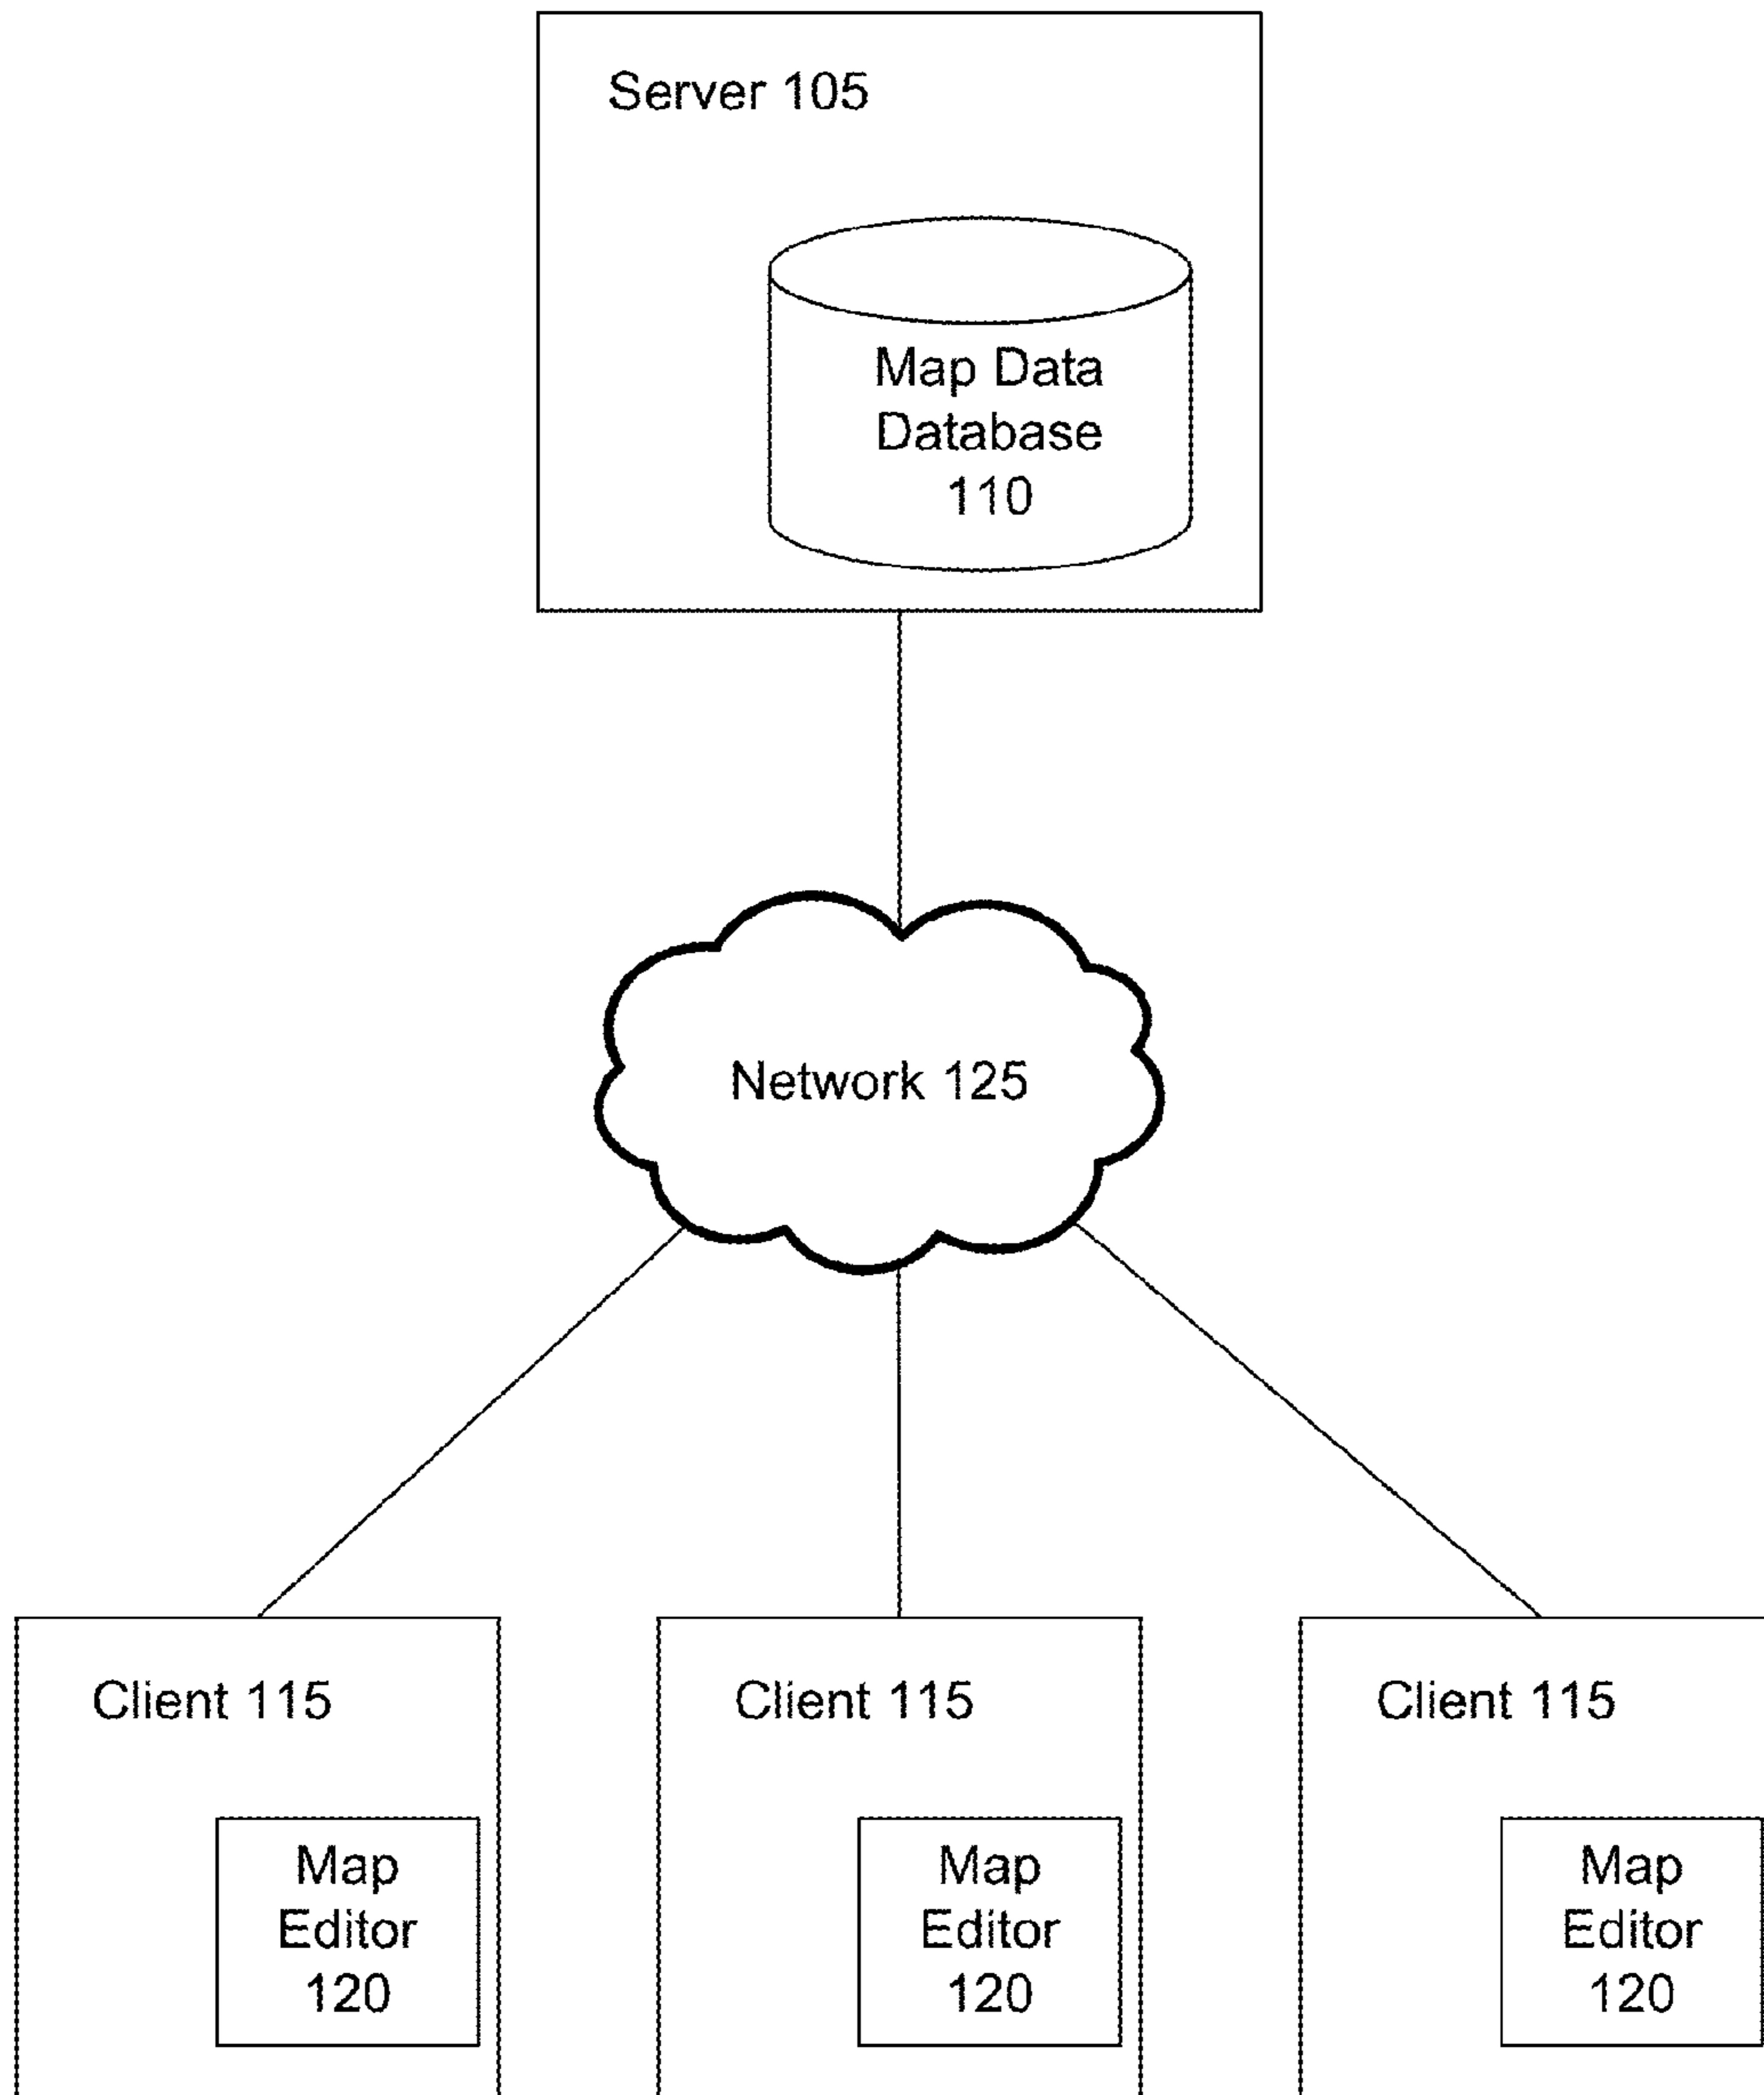 Server 105
Map Data
Database
110
Network 125
Client 115
Map
Editor
120
Client 115
Map
Editor
120
Client 115
Map
Editor
120